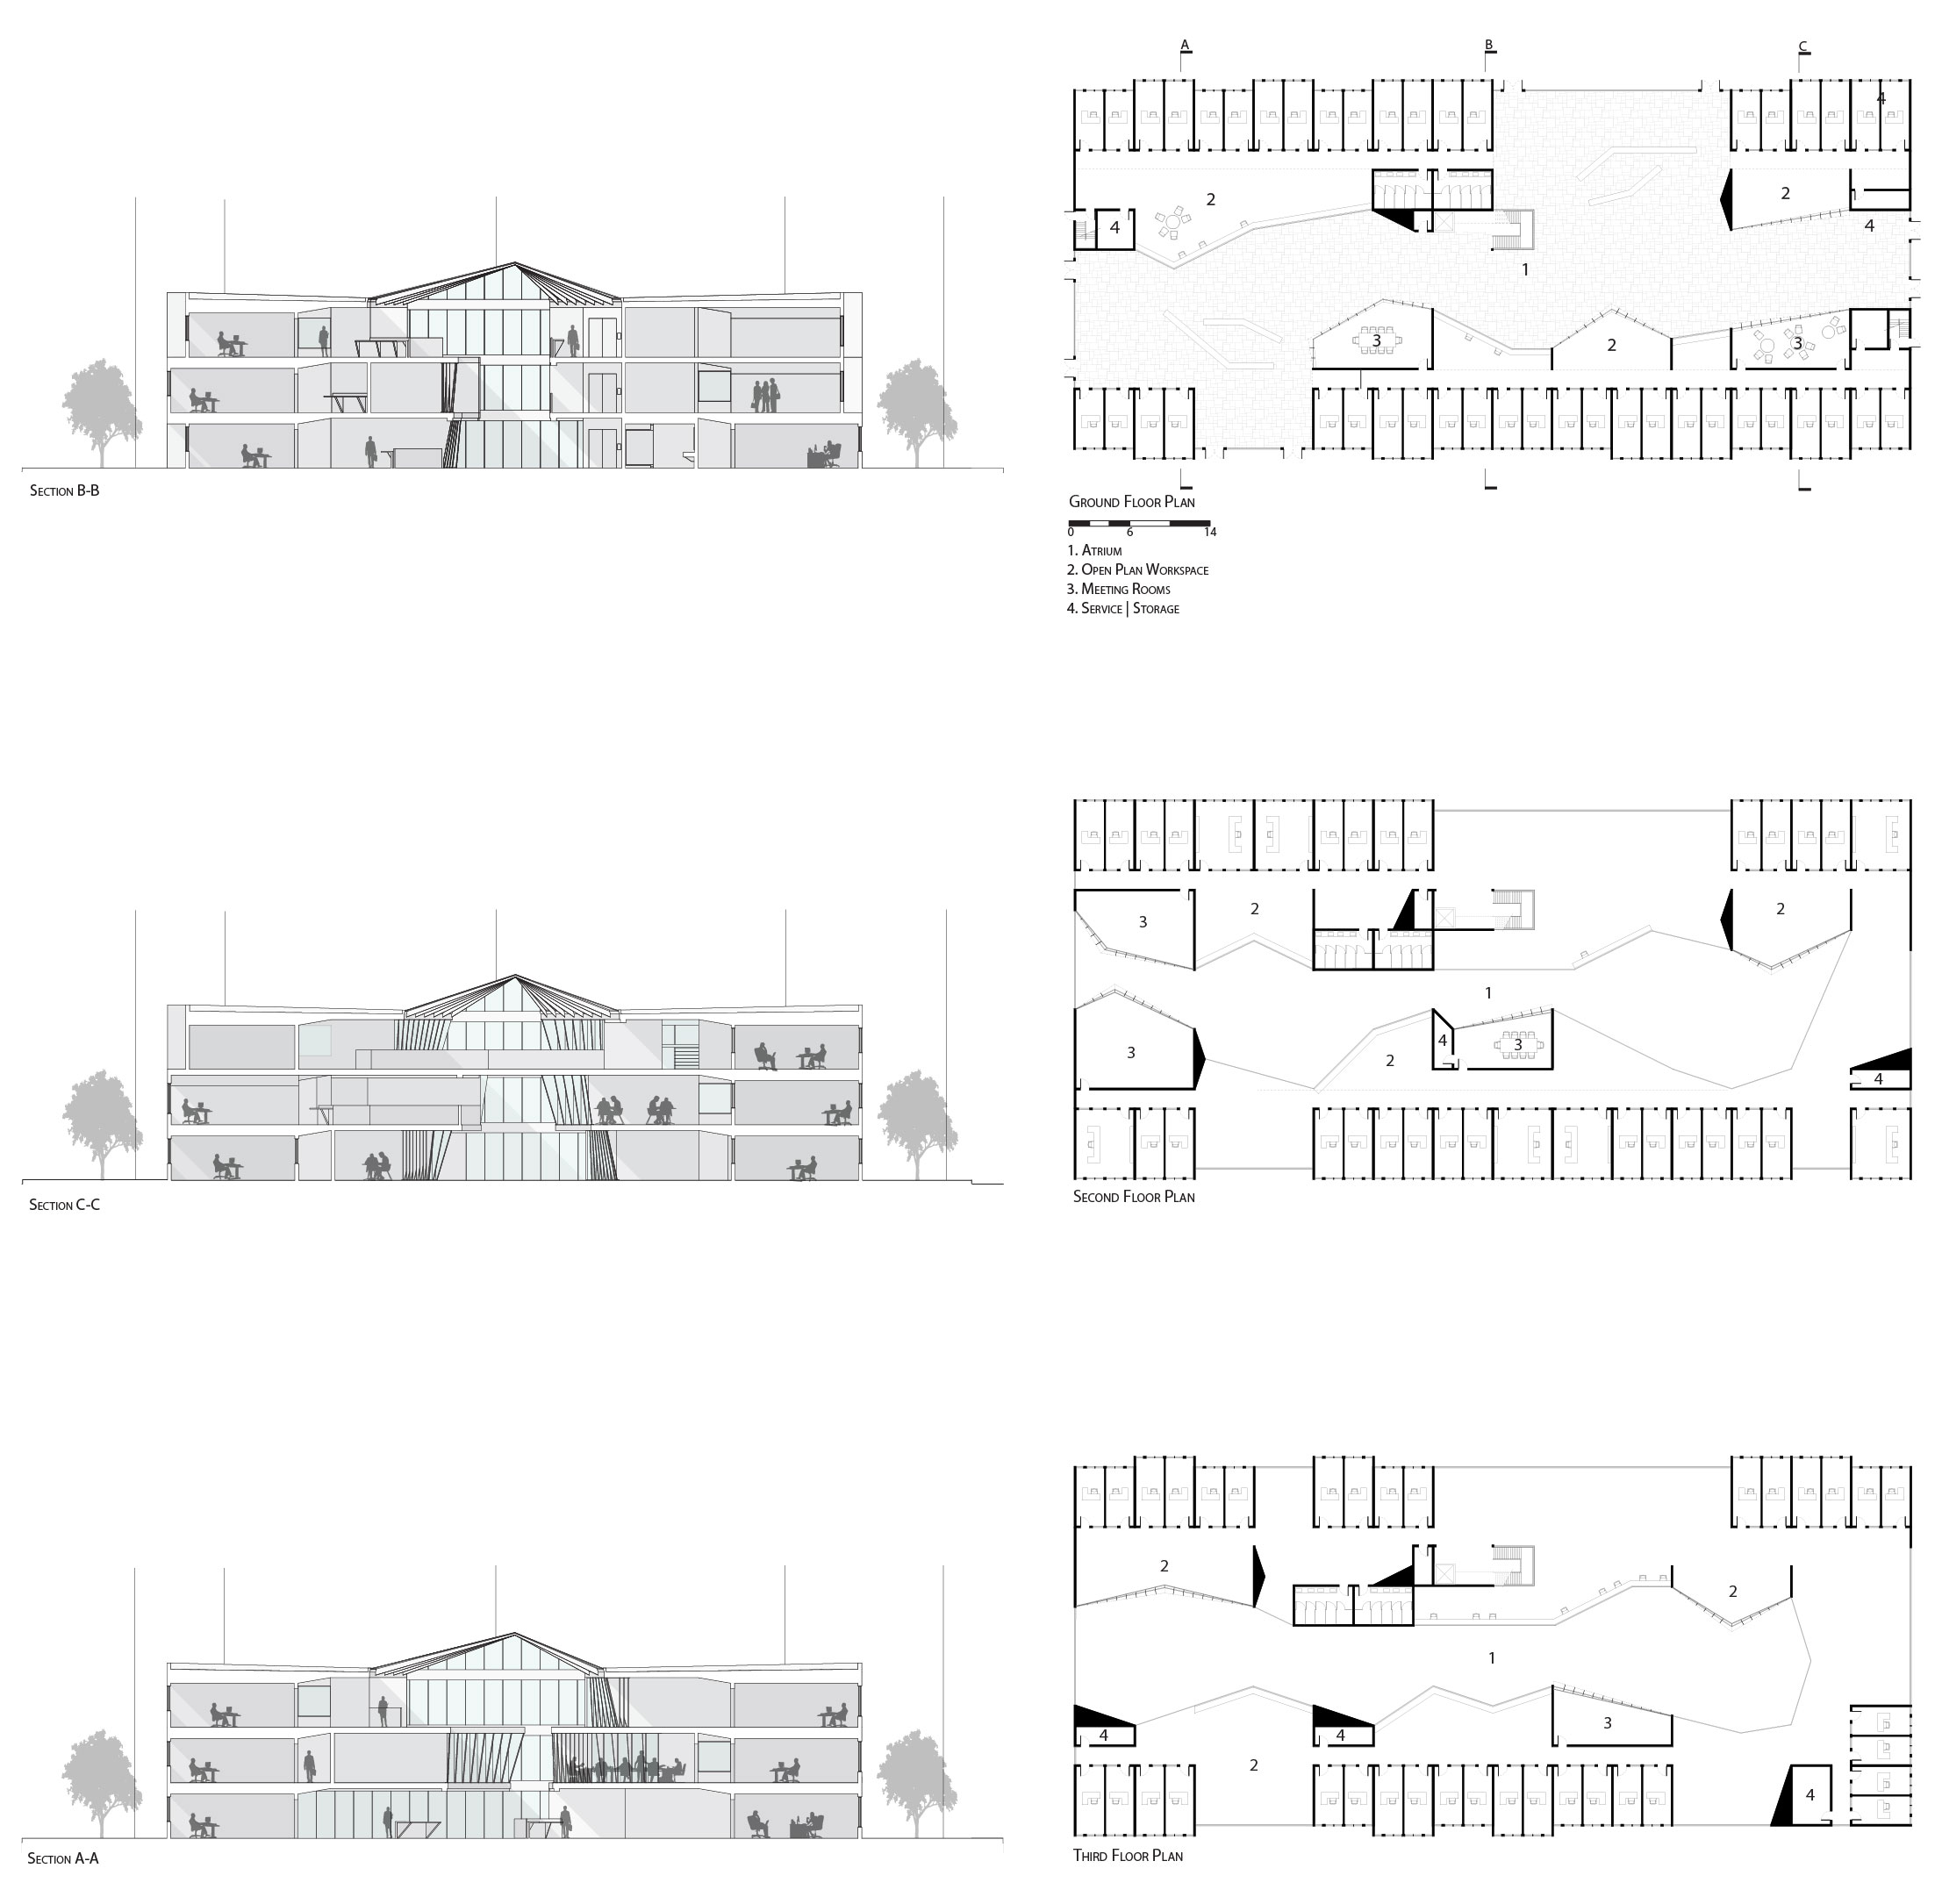 Section B-B
A
B
C
4
2
2
4
4
1
3
2
3
Ground Floor Plan
0 6 14
1. Atrium
2. Open Plan Workspace
3. Meeting Rooms
4. Service | Storage
Section C-C
3
2
2
1
3
2
4
3
4
Second Floor Plan
Section A-A
2
2
1
3
4
4
2
4
Third Floor Plan